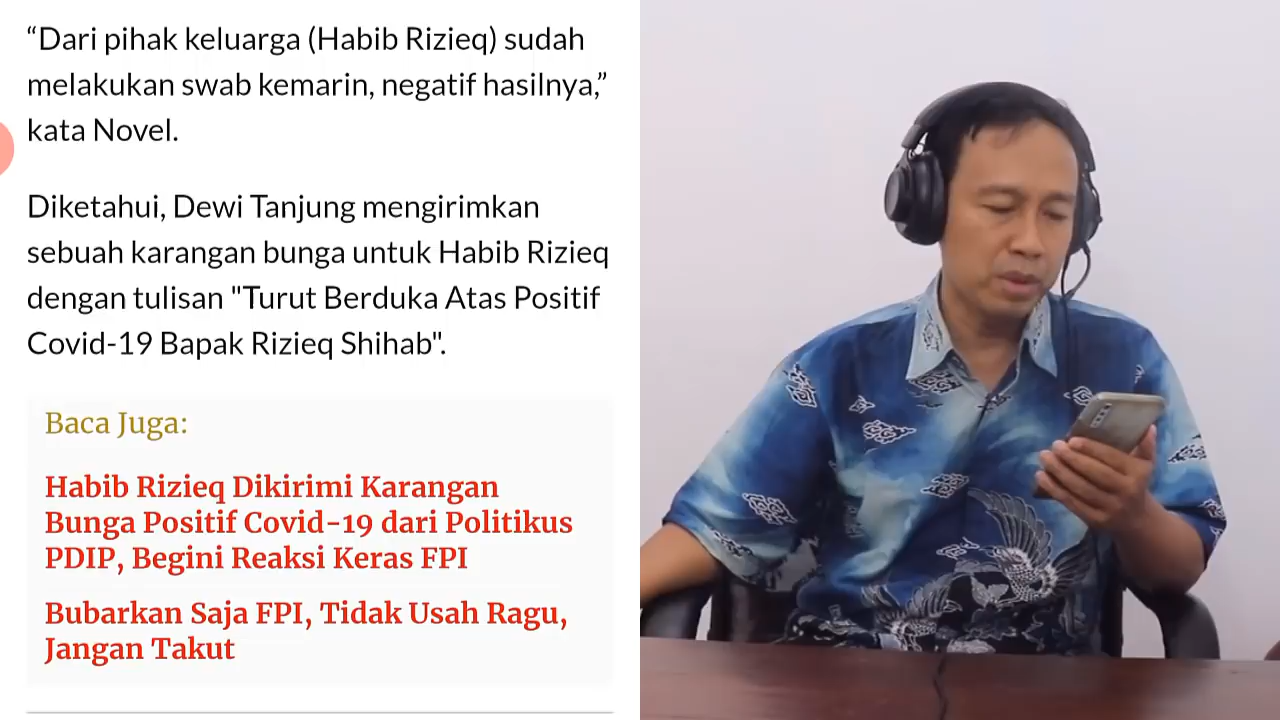 “Dari pihak keluarga (Habib Rizieq) sudah
melakukan swab kemarin, negatif hasilnya,”
kata Novel.
Diketahui, Dewi Tanjung mengirimkan
sebuah karangan bunga untuk Habib Rizieq
dengan tulisan "Turut Berduka Atas Positif
Covid-19 Bapak Rizieq Shihab".
Baca Juga:
Habib Rizieq Dikirimi Karangan
Bunga Positif Covid-19 dari Politikus
PDIP, Begini Reaksi Keras FPI
Bubarkan Saja FPI, Tidak Usah Ragu,
Jangan Takut